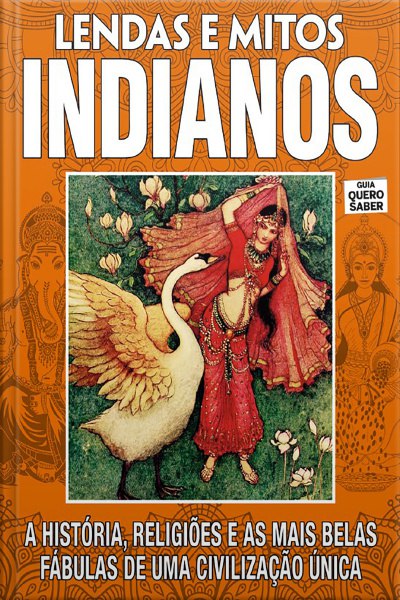 LENDAS E MITOS
INDIANOS
GUIA
QUERO
SABER
A HISTÓRIA, RELIGIÕES E AS MAIS BELAS
FÁBULAS DE UMA CIVILIZAÇÃO ÚNICA